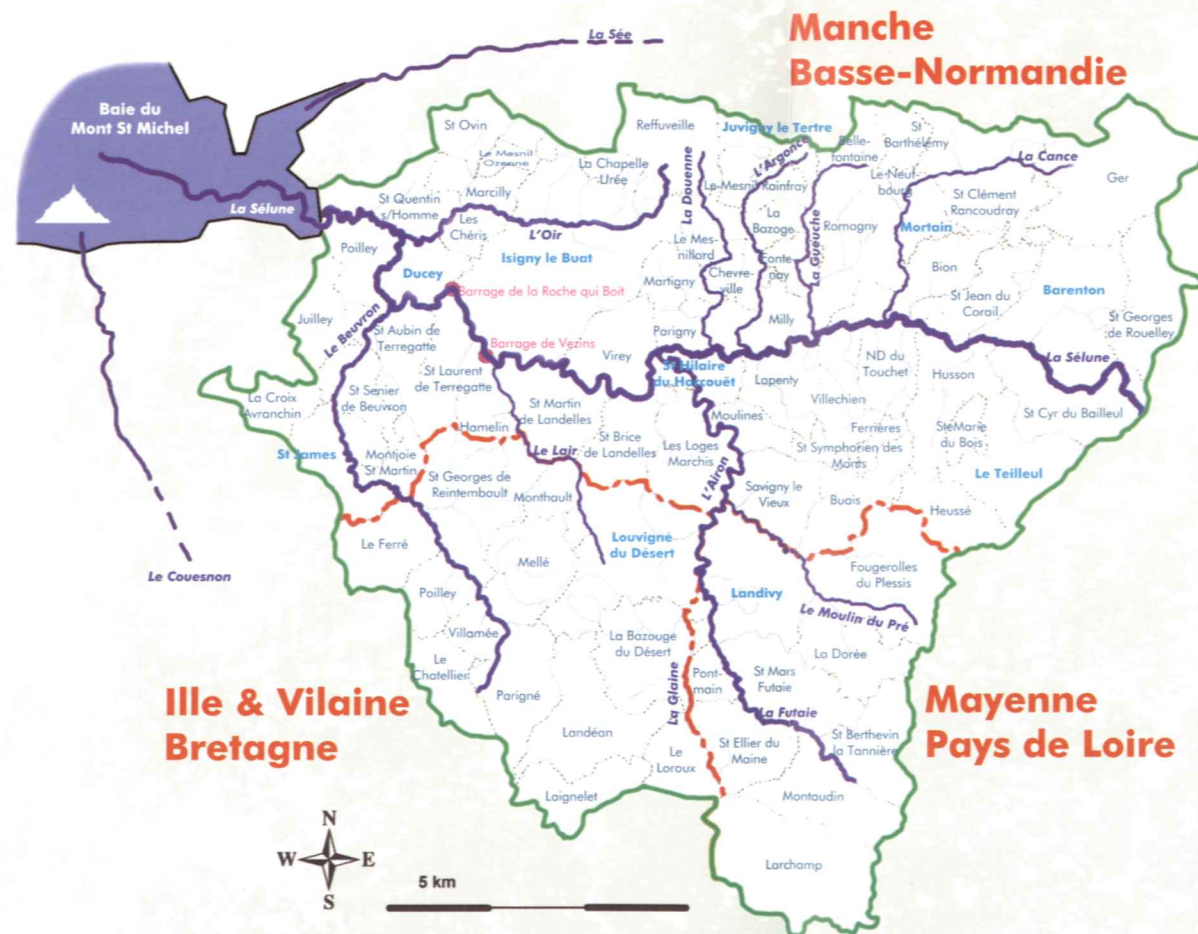 Manche
Basse-Normandie
La Sée
Baie du
Mont St Michel
La Sélune
Le Couesnon
St Ovin
Le Mesnil
Ozenne
La Chapelle
Urée
Reffuveille
Juvigny le Tertre
L'Argonce
Belle-
fontaine
St
Barthélémy
La Cance
Ger
St Quentin
s/Homme
Marcilly
Les
Chéris
L'Oir
La Douenne
Le Mesnil Rainfray
La
Bazoge
Le Neuf-
bourg
St Clément
Rancoudray
Poilley
Ducey
Isigny le Buat
Le Mes-
nillard
Chevre-
ville
Fonte-
nay
La Gueuche
Romagny
Mortain
Bion
St Jean du
Corail
Barenton
St Georges
de Rouelley
Barrage de la Roche qui Boit
Martigny
Milly
Parigny
Juilley
Le Beuvron
St Aubin de
Terregatte
Barrage de Vezins
Virey
St Hilaire
du Harcouët
Lapenty
ND du
Touchet
Husson
La Sélune
St Laurent
de Terregatte
La Croix
Avranchin
St Senier
de Beuvron
St Martin
de Landelles
Moulines
Villechien
Ferrières
Ste Marie
du Bois
St Cyr du Bailleul
Hamelin
St Brice
de Landelles
Les Loges
Marchis
St Symphorien des
Monts
St James
Montjoie
St Martin
Le Lair
L'Airon
Savigny le
Vieux
Buais
Le Teilleul
Heussé
St Georges de
Reintembault
Monthault
Le Ferré
Mellé
Louvigné
du Désert
Landivy
Fougerolles
du Plessis
Le Moulin du Pré
Poilley
Villamée
Le
Chatellier
Parigné
La Bazouge
du Désert
La Glaine
Pont-
main
St Mars
Futaie
La Dorée
La Futaie
Landéan
Le
Loroux
St Ellier du
Maine
St Berthevin
la Tannière
Laignelet
Montaudin
Larchamp
Ille & Vilaine
Bretagne
Mayenne
Pays de Loire
N
W
E
S
5 km